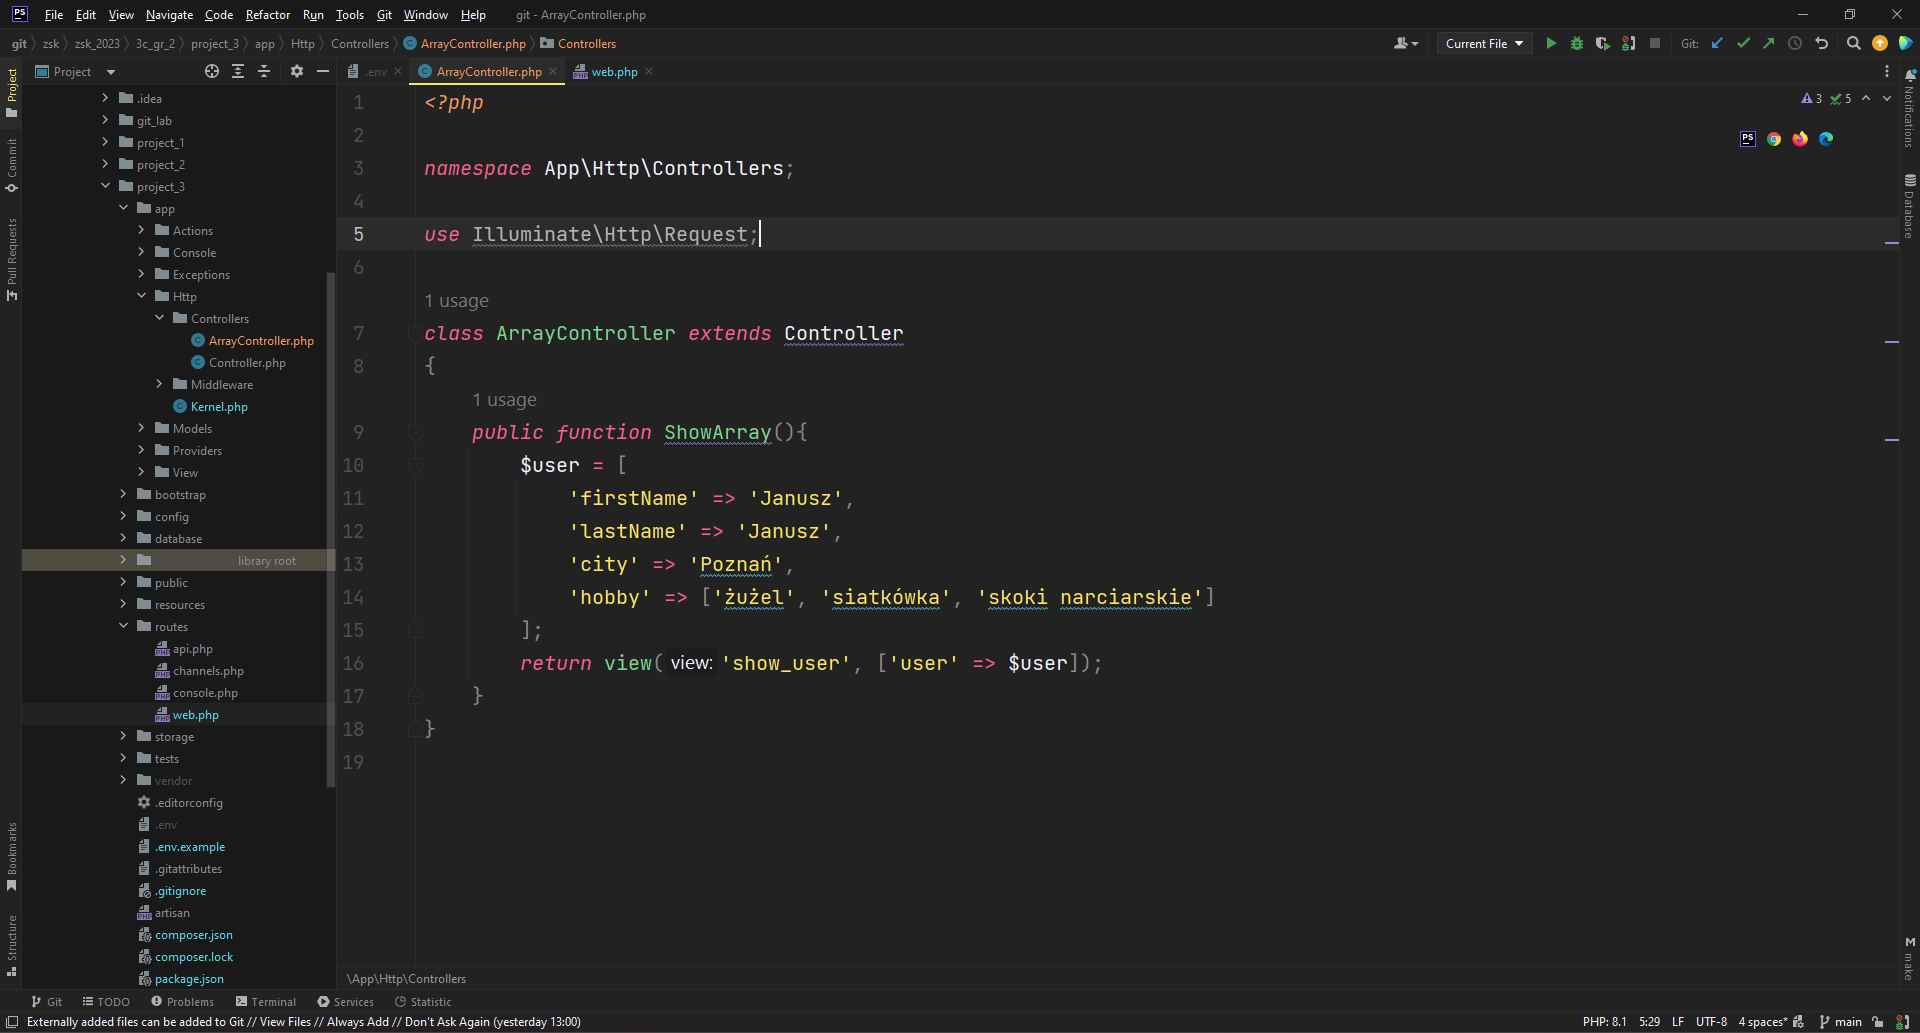 PS File Edit View Navigate Code Refactor Run Tools Git Window Help git - ArrayController.php
git zsk zsk_2023 3c_gr_2 project_3 app Http Controllers ArrayController.php Controllers Current File Git:
Project .env ArrayController.php web.php
.idea
git_lab
project_1
project_2
project_3
app
Actions
Console
Exceptions
Http
Controllers
ArrayController.php
Controller.php
Middleware
Kernel.php
Models
Providers
View
bootstrap
config
database
library root
public
resources
routes
api.php
channels.php
console.php
web.php
storage
tests
vendor
.editorconfig
.env
.env.example
.gitattributes
.gitignore
artisan
composer.json
composer.lock
package.json
Project
Commit
Pull Requests
Bookmarks
Structure
1 <?php
2
3 namespace App\Http\Controllers;
4
5 use Illuminate\Http\Request;
6
1 usage
7 class ArrayController extends Controller
8 {
1 usage
9 public function ShowArray(){
10 $user = [
11 'firstName' => 'Janusz',
12 'lastName' => 'Janusz',
13 'city' => 'Poznań',
14 'hobby' => ['żużel', 'siatkówka', 'skoki narciarskie']
15 ];
16 return view( view: 'show_user', ['user' => $user]);
17 }
18 }
19
3 5
PS
Notifications
Database
M
make
\App\Http\Controllers
Git TODO Problems Terminal Services Statistic
Externally added files can be added to Git // View Files // Always Add // Don't Ask Again (yesterday 13:00) PHP: 8.1 5:29 LF UTF-8 4 spaces* main